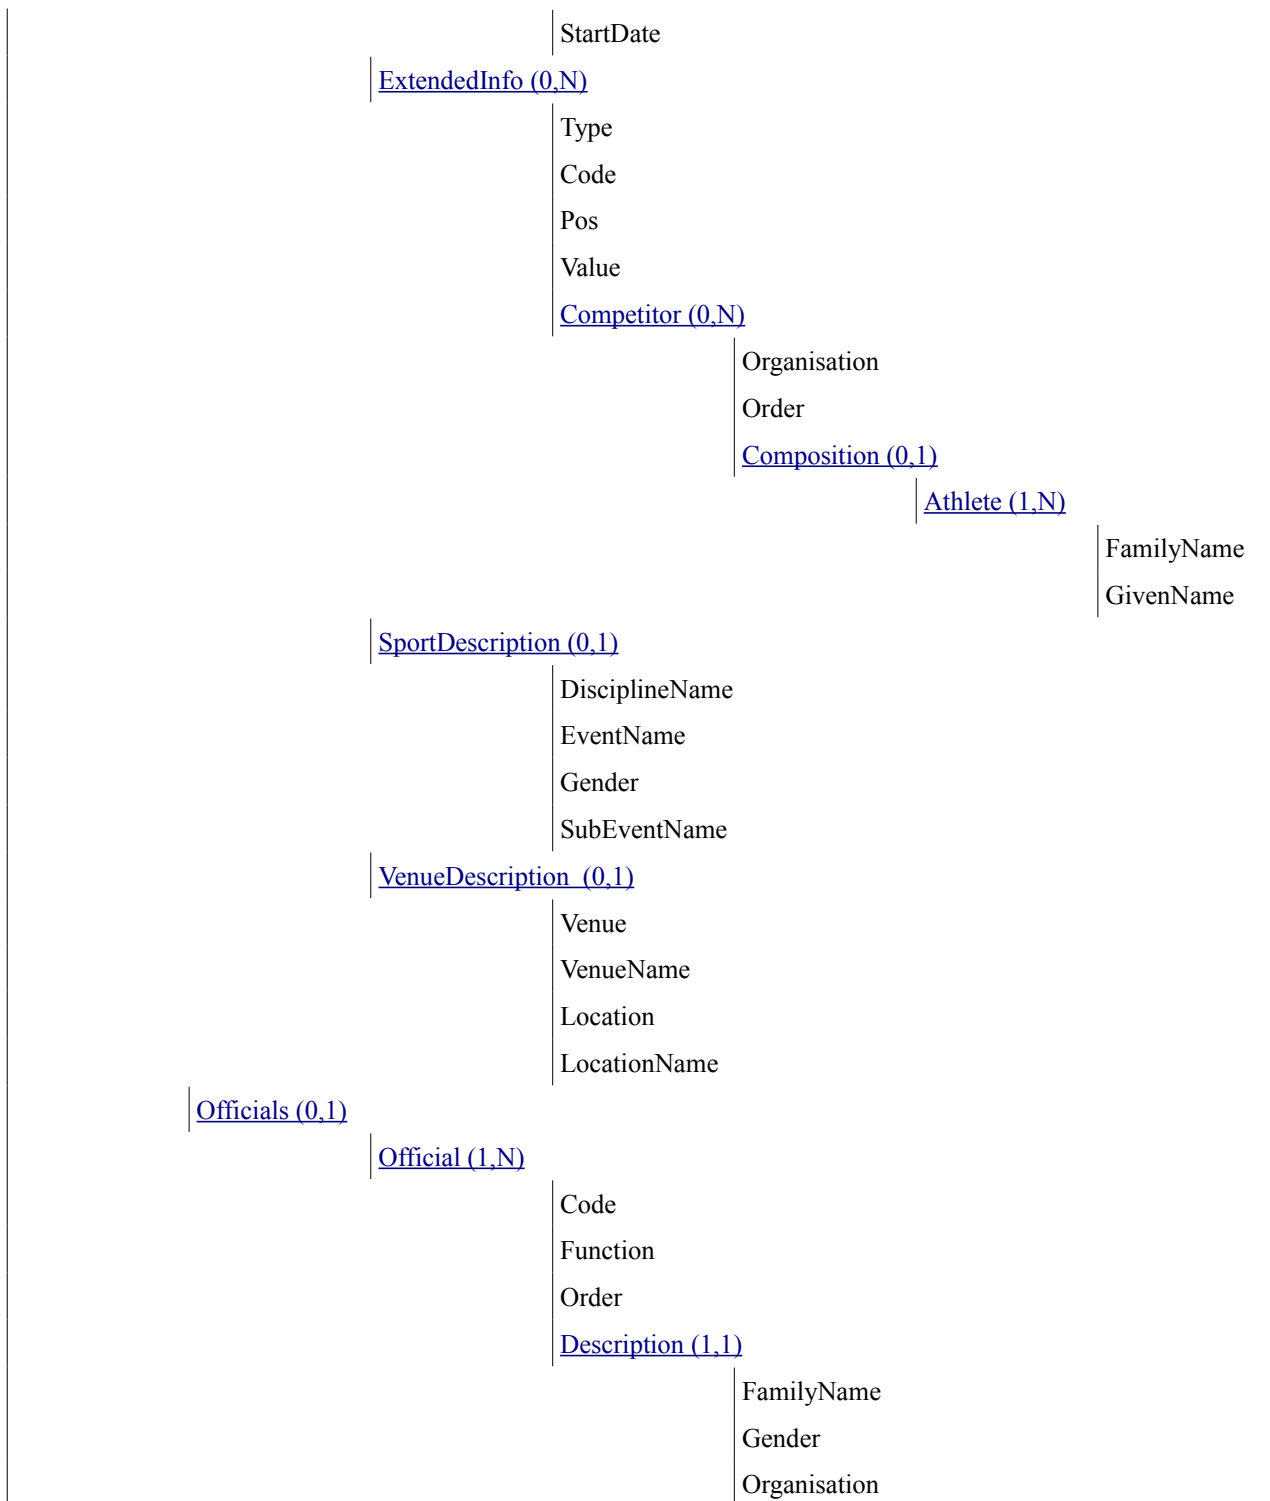 StartDate
ExtendedInfo (0,N)
Type
Code
Pos
Value
Competitor (0,N)
Organisation
Order
Composition (0,1)
Athlete (1,N)
FamilyName
GivenName
SportDescription (0,1)
DisciplineName
EventName
Gender
SubEventName
VenueDescription  (0,1)
Venue
VenueName
Location
LocationName
Officials (0,1)
Official (1,N)
Code
Function
Order
Description (1,1)
FamilyName
Gender
Organisation